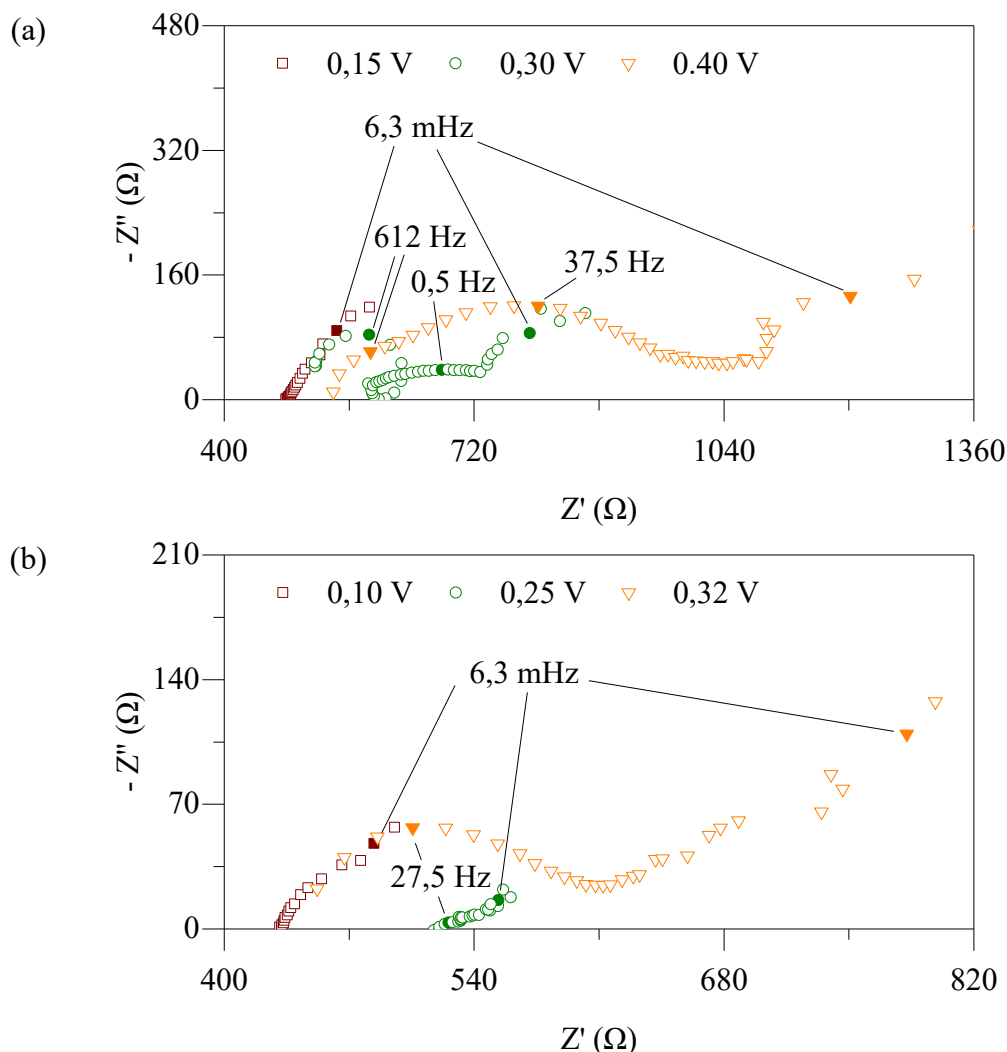 (a)
480
320
160
0
- Z" (Ω)
0,15 V 0,30 V 0.40 V
6,3 mHz
612 Hz
0,5 Hz
37,5 Hz
400 720 1040 1360
Z' (Ω)
(b)
210
140
70
0
- Z" (Ω)
0,10 V 0,25 V 0,32 V
6,3 mHz
27,5 Hz
400 540 680 820
Z' (Ω)